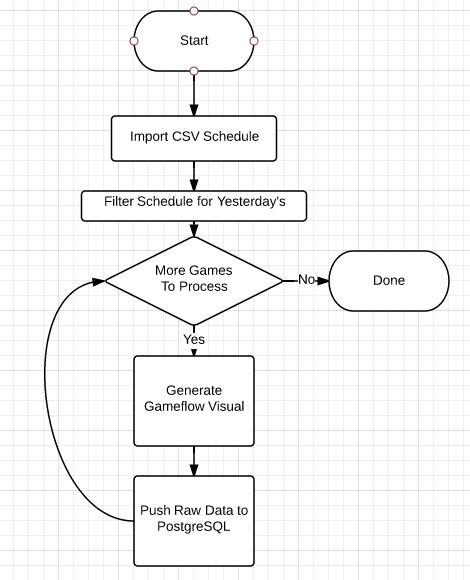 Start
Import CSV Schedule
Filter Schedule for Yesterday's
More Games
To Process
No
Done
Yes
Generate
Gameflow Visual
Push Raw Data to
PostgreSQL